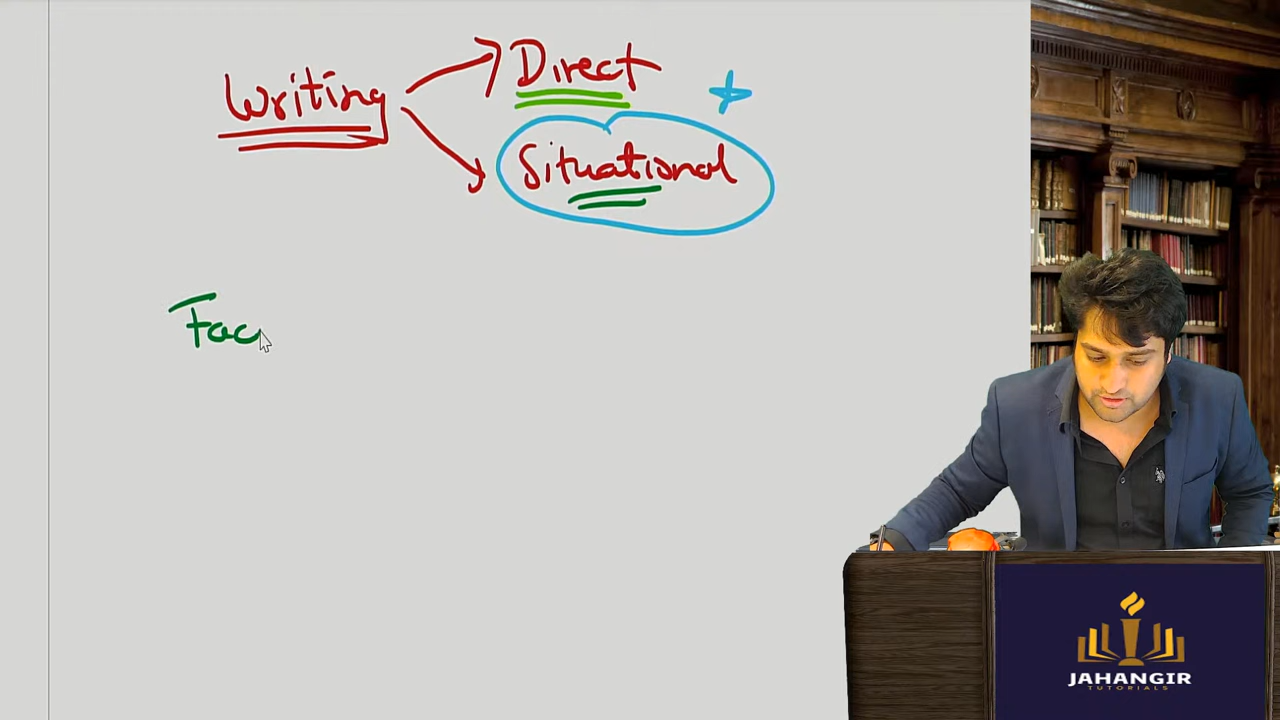 Writing
Direct
+
Situational
Fac
JAHANGIR
TUTORIALS